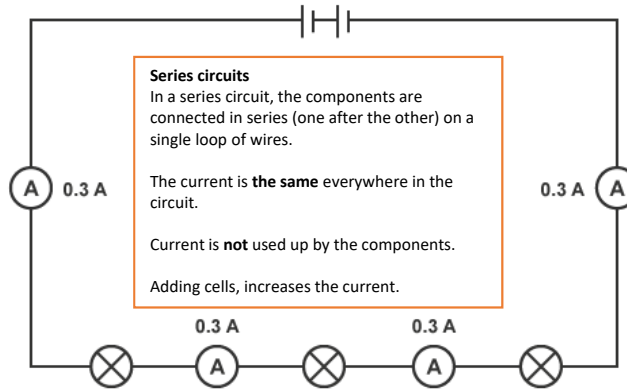 Series circuits
In a series circuit, the components are
connected in series (one after the other) on a
single loop of wires.
The current is the same everywhere in the
circuit.
Current is not used up by the components.
Adding cells, increases the current.
A 0.3 A
0.3 A A
0.3 A
0.3 A
A
A